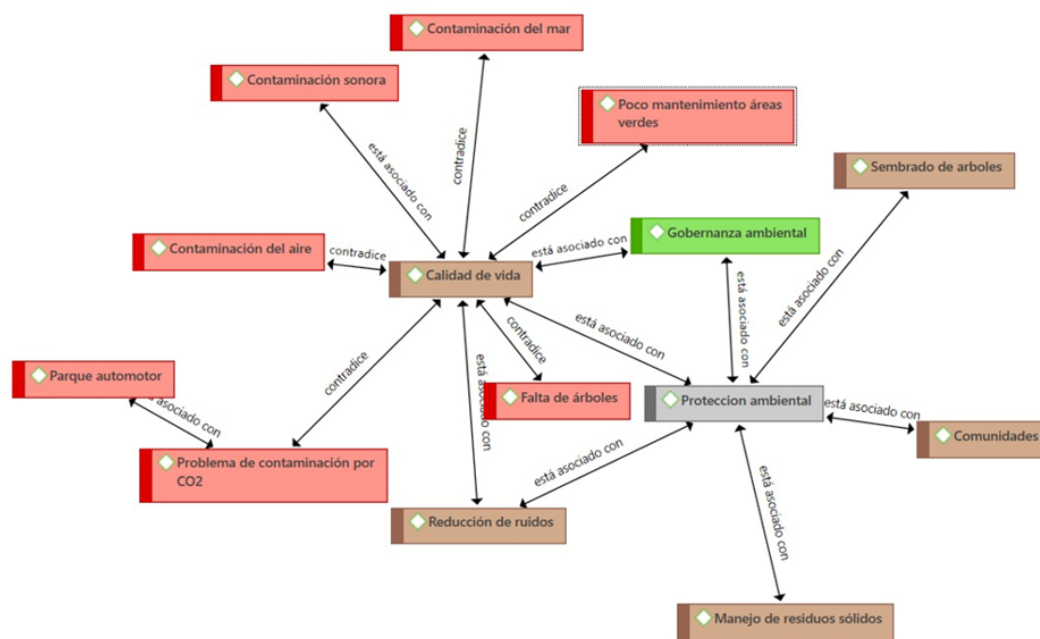 Contaminación del mar
Contaminación sonora
Poco mantenimiento áreas
verdes
está asociado con
contradice
contradice
Sembrado de arboles
Contaminación del aire
contradice
está asociado con
Gobernanza ambiental
Calidad de vida
está asociado con
está asociado con
está asociado con
contradice
contradice
Parque automotor
está asociado con
Falta de árboles
Proteccion ambiental
está asociado con
Comunidades
asociado con
Problema de contaminación por
CO2
está asociado con
Reducción de ruidos
está asociado con
Manejo de residuos sólidos